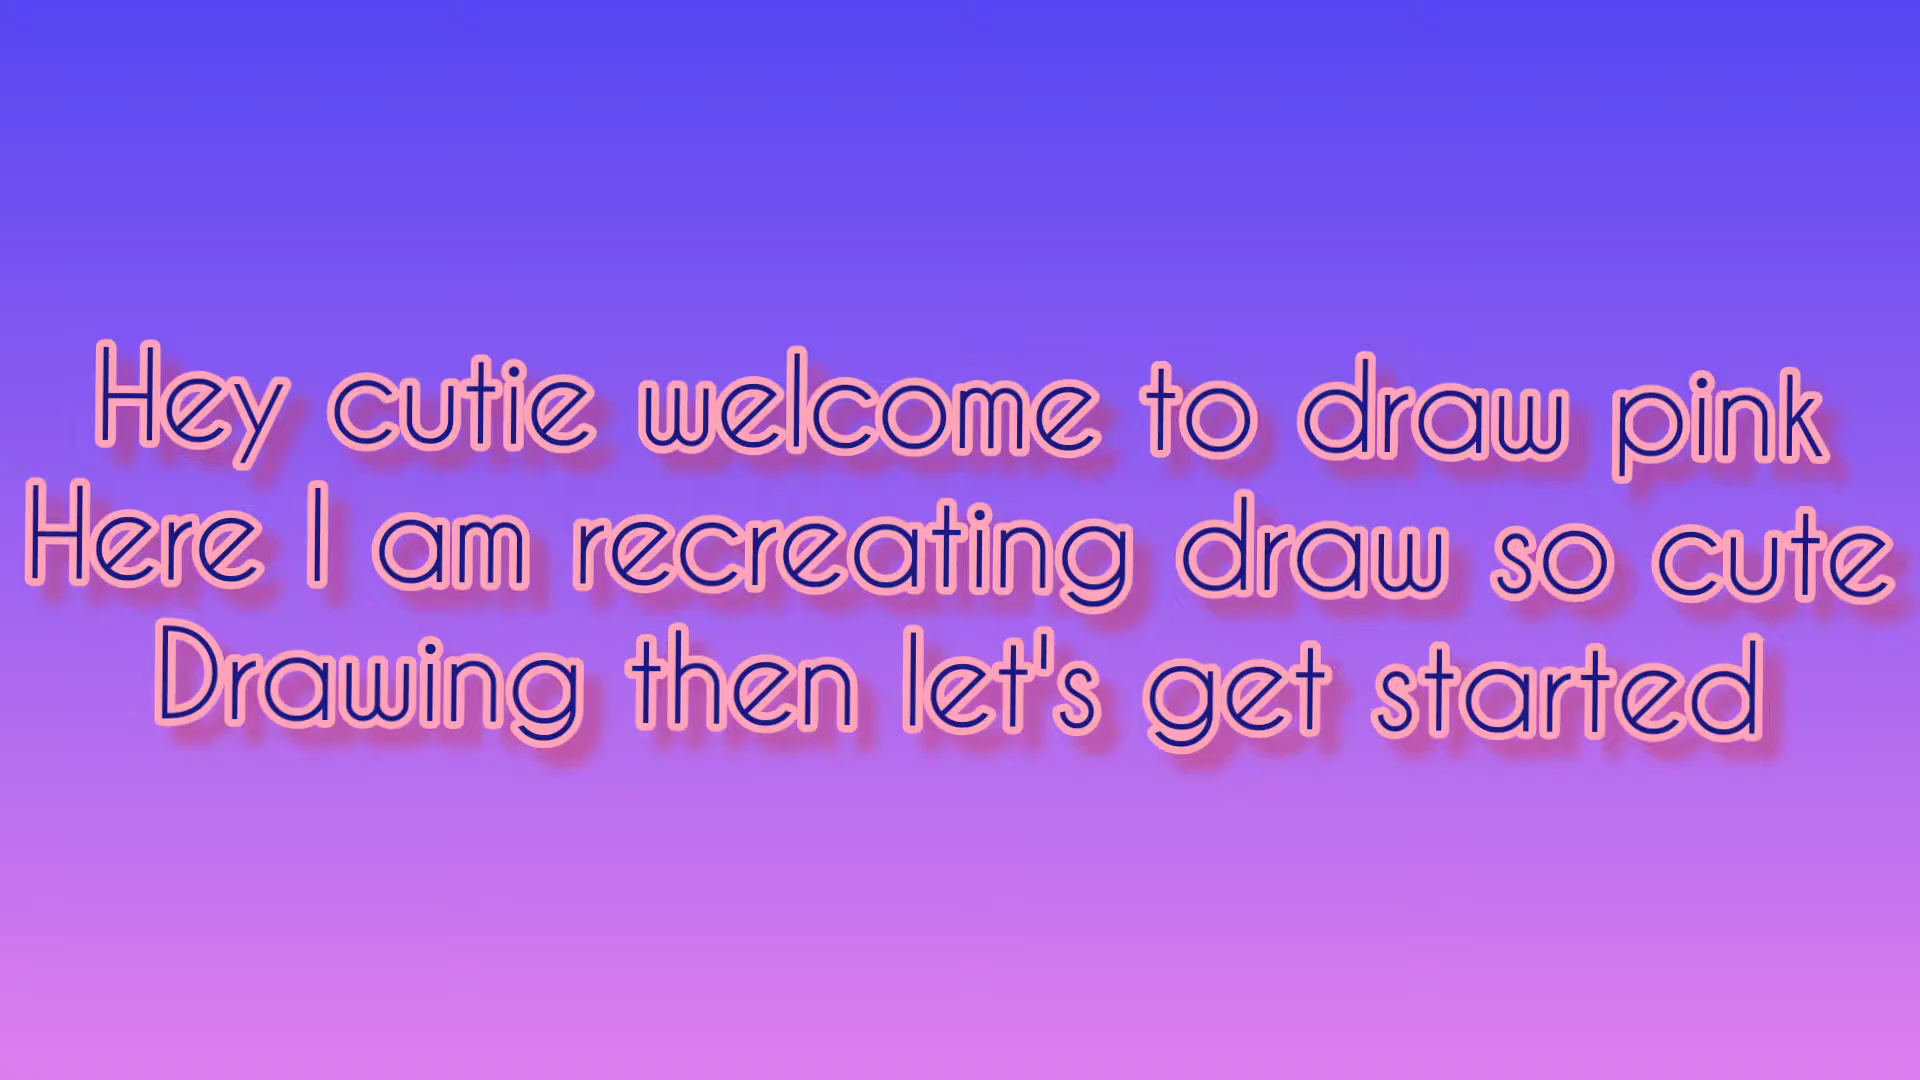 Hey cutie welcome to draw pink
Here I am recreating draw so cute
Drawing then let's get started